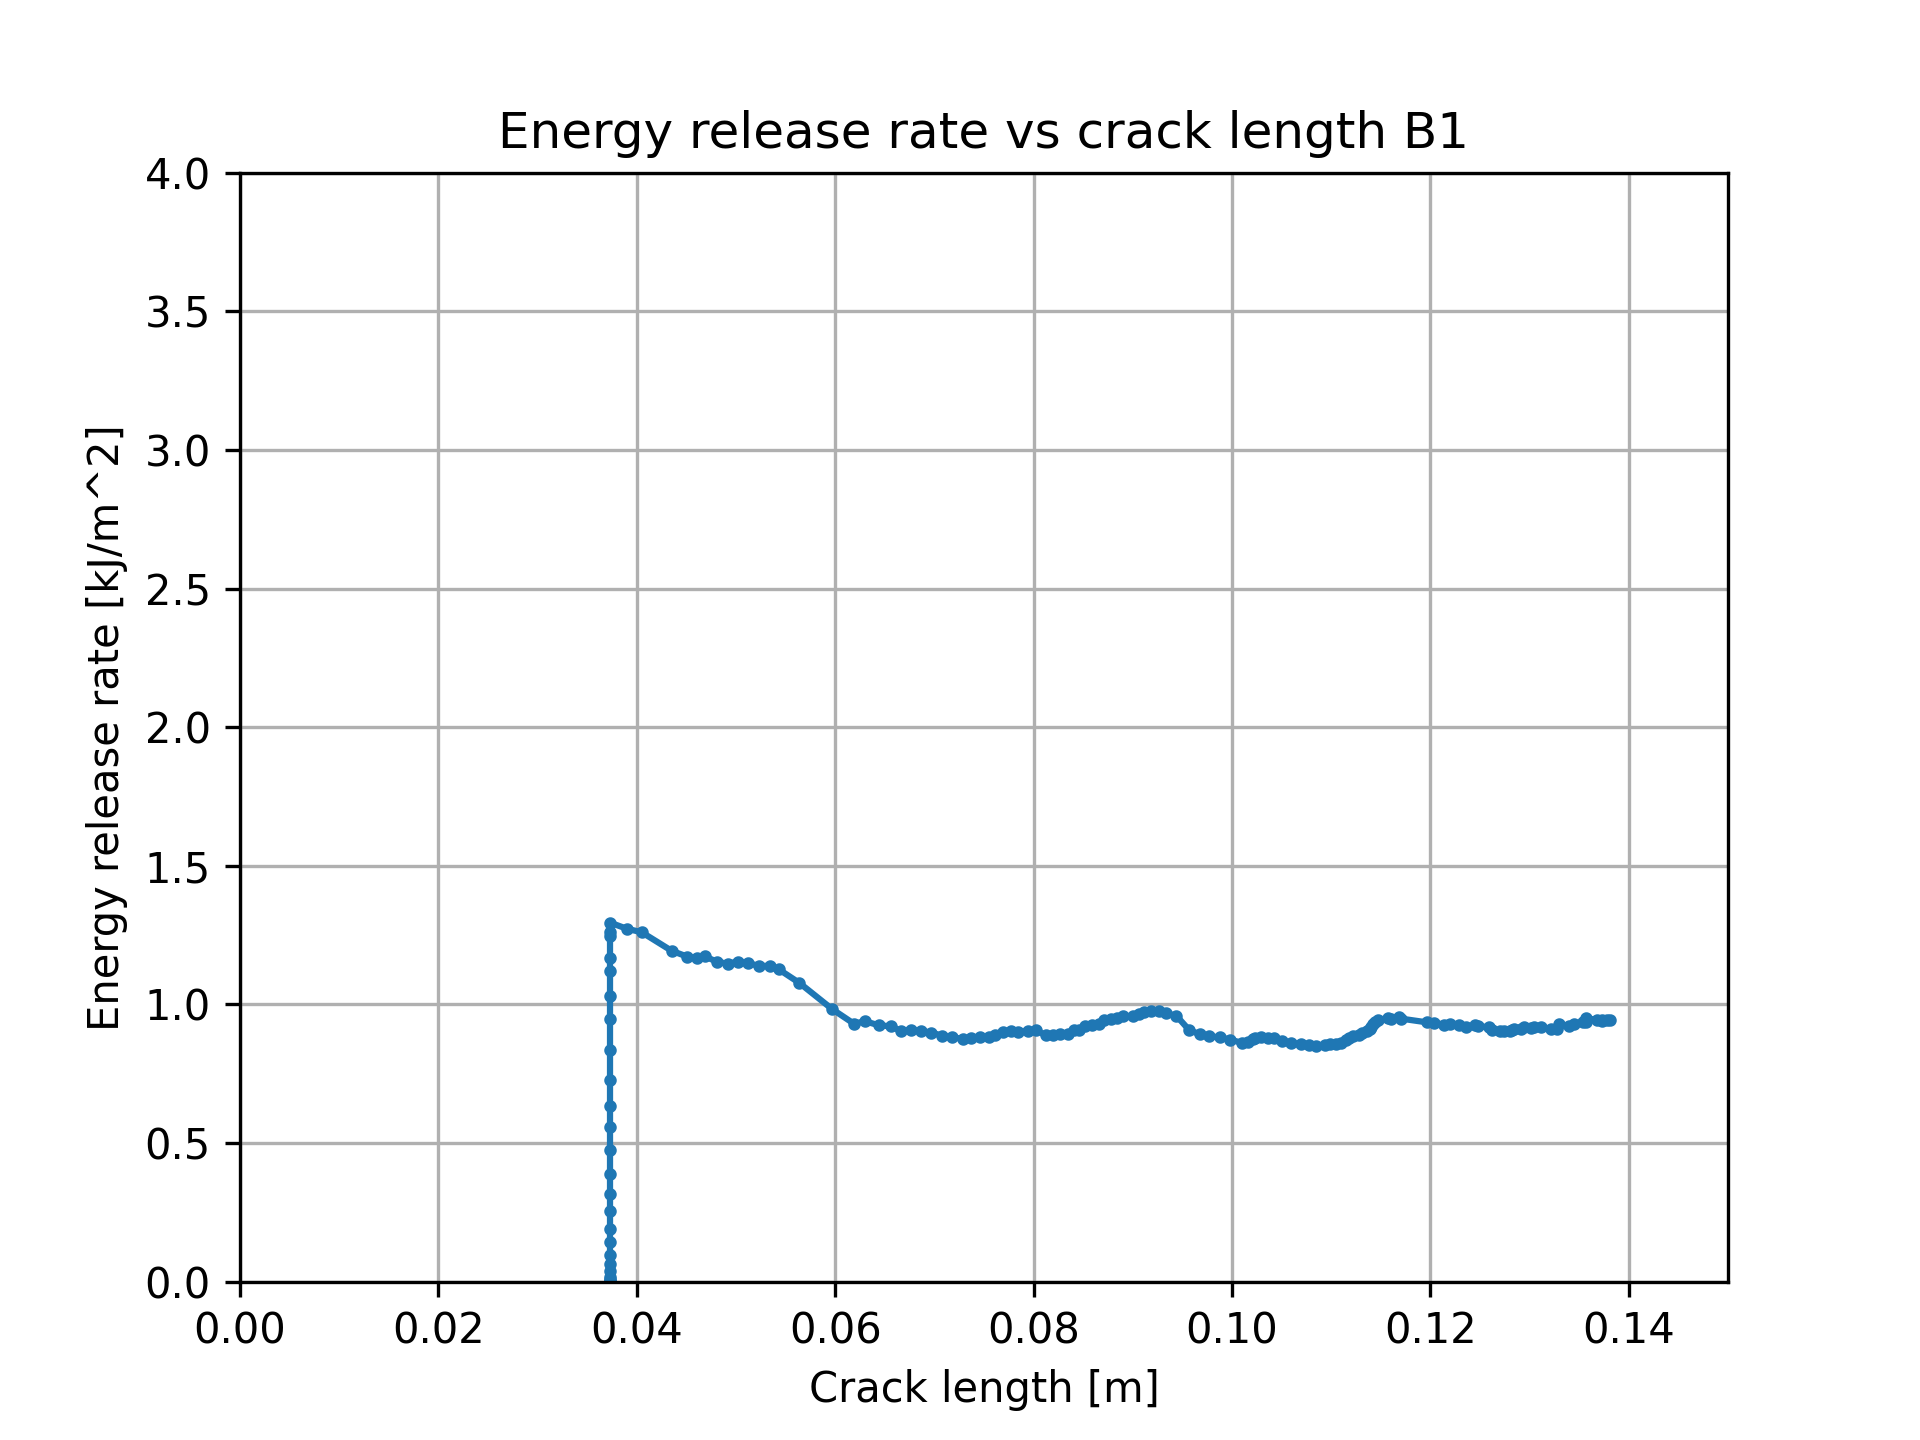 Energy release rate vs crack length B1
4.0
3.5
3.0
2.5
2.0
1.5
1.0
0.5
0.0
Energy release rate [kJ/m^2]
0.00 0.02 0.04 0.06 0.08 0.10 0.12 0.14
Crack length [m]